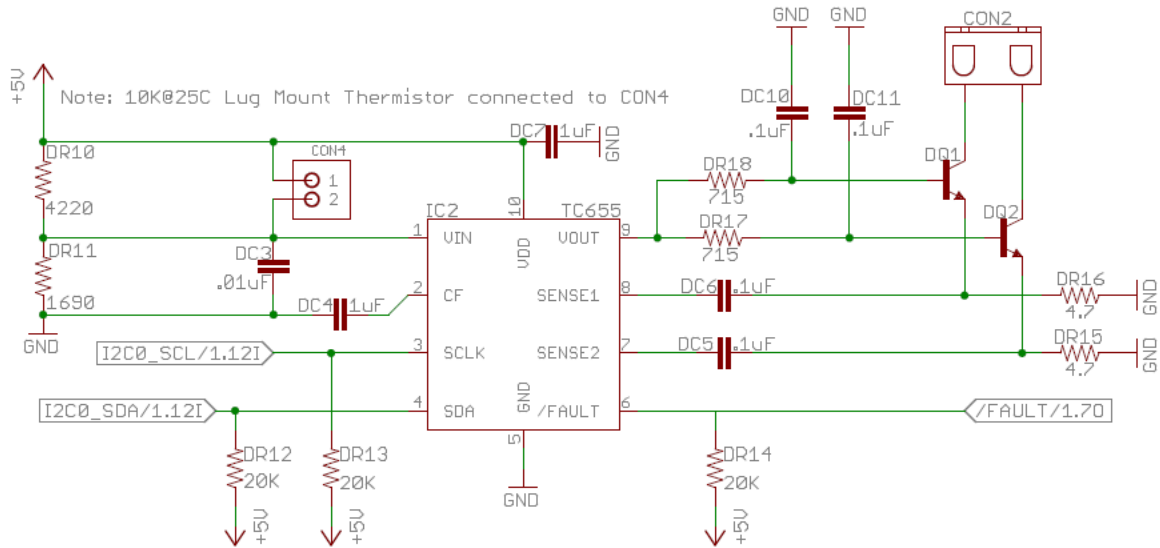 GND
GND
CON2
+5V
Note: 10K@25C Lug Mount Thermistor connected to CON4
DC10
.1uF
DC11
.1uF
DC7
1uF
GND
DR10
4220
CON4
1
2
DR18
715
DQ1
IC2
TC655
10
VDD
1
VIN
VOUT
9
DR17
715
DQ2
DR11
1690
DC3
.01uF
DC4
1uF
2
CF
SENSE1
8
DC6
.1uF
DR16
4.7
GND
GND
I2C0_SCL/1.12I
3
SCLK
SENSE2
7
DC5
.1uF
DR15
4.7
GND
I2C0_SDA/1.12I
4
SDA
GND
/FAULT
6
/FAULT/1.7O
5
DR12
20K
DR13
20K
GND
DR14
20K
+5V
+5V
+5V